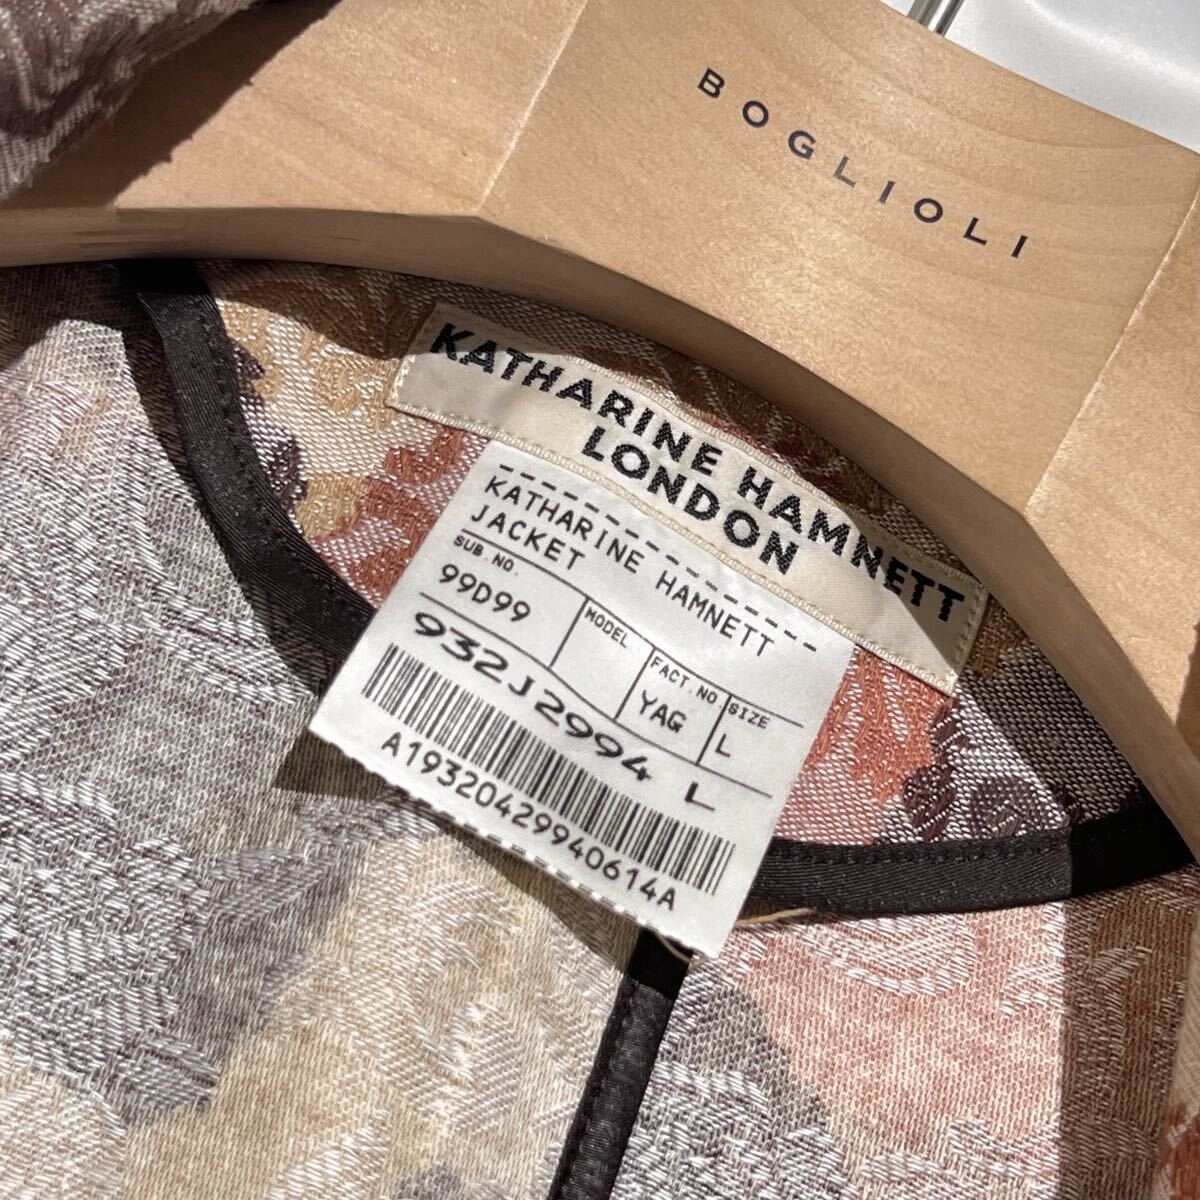 BOGLIOLI
KATHARINE HAMNETT
LONDON
KATHARINE HAMNETT
JACKET
SUB.NO. MODEL FACT.NO SIZE
99D99 YAG L
932J2994 L
A19320429940614A